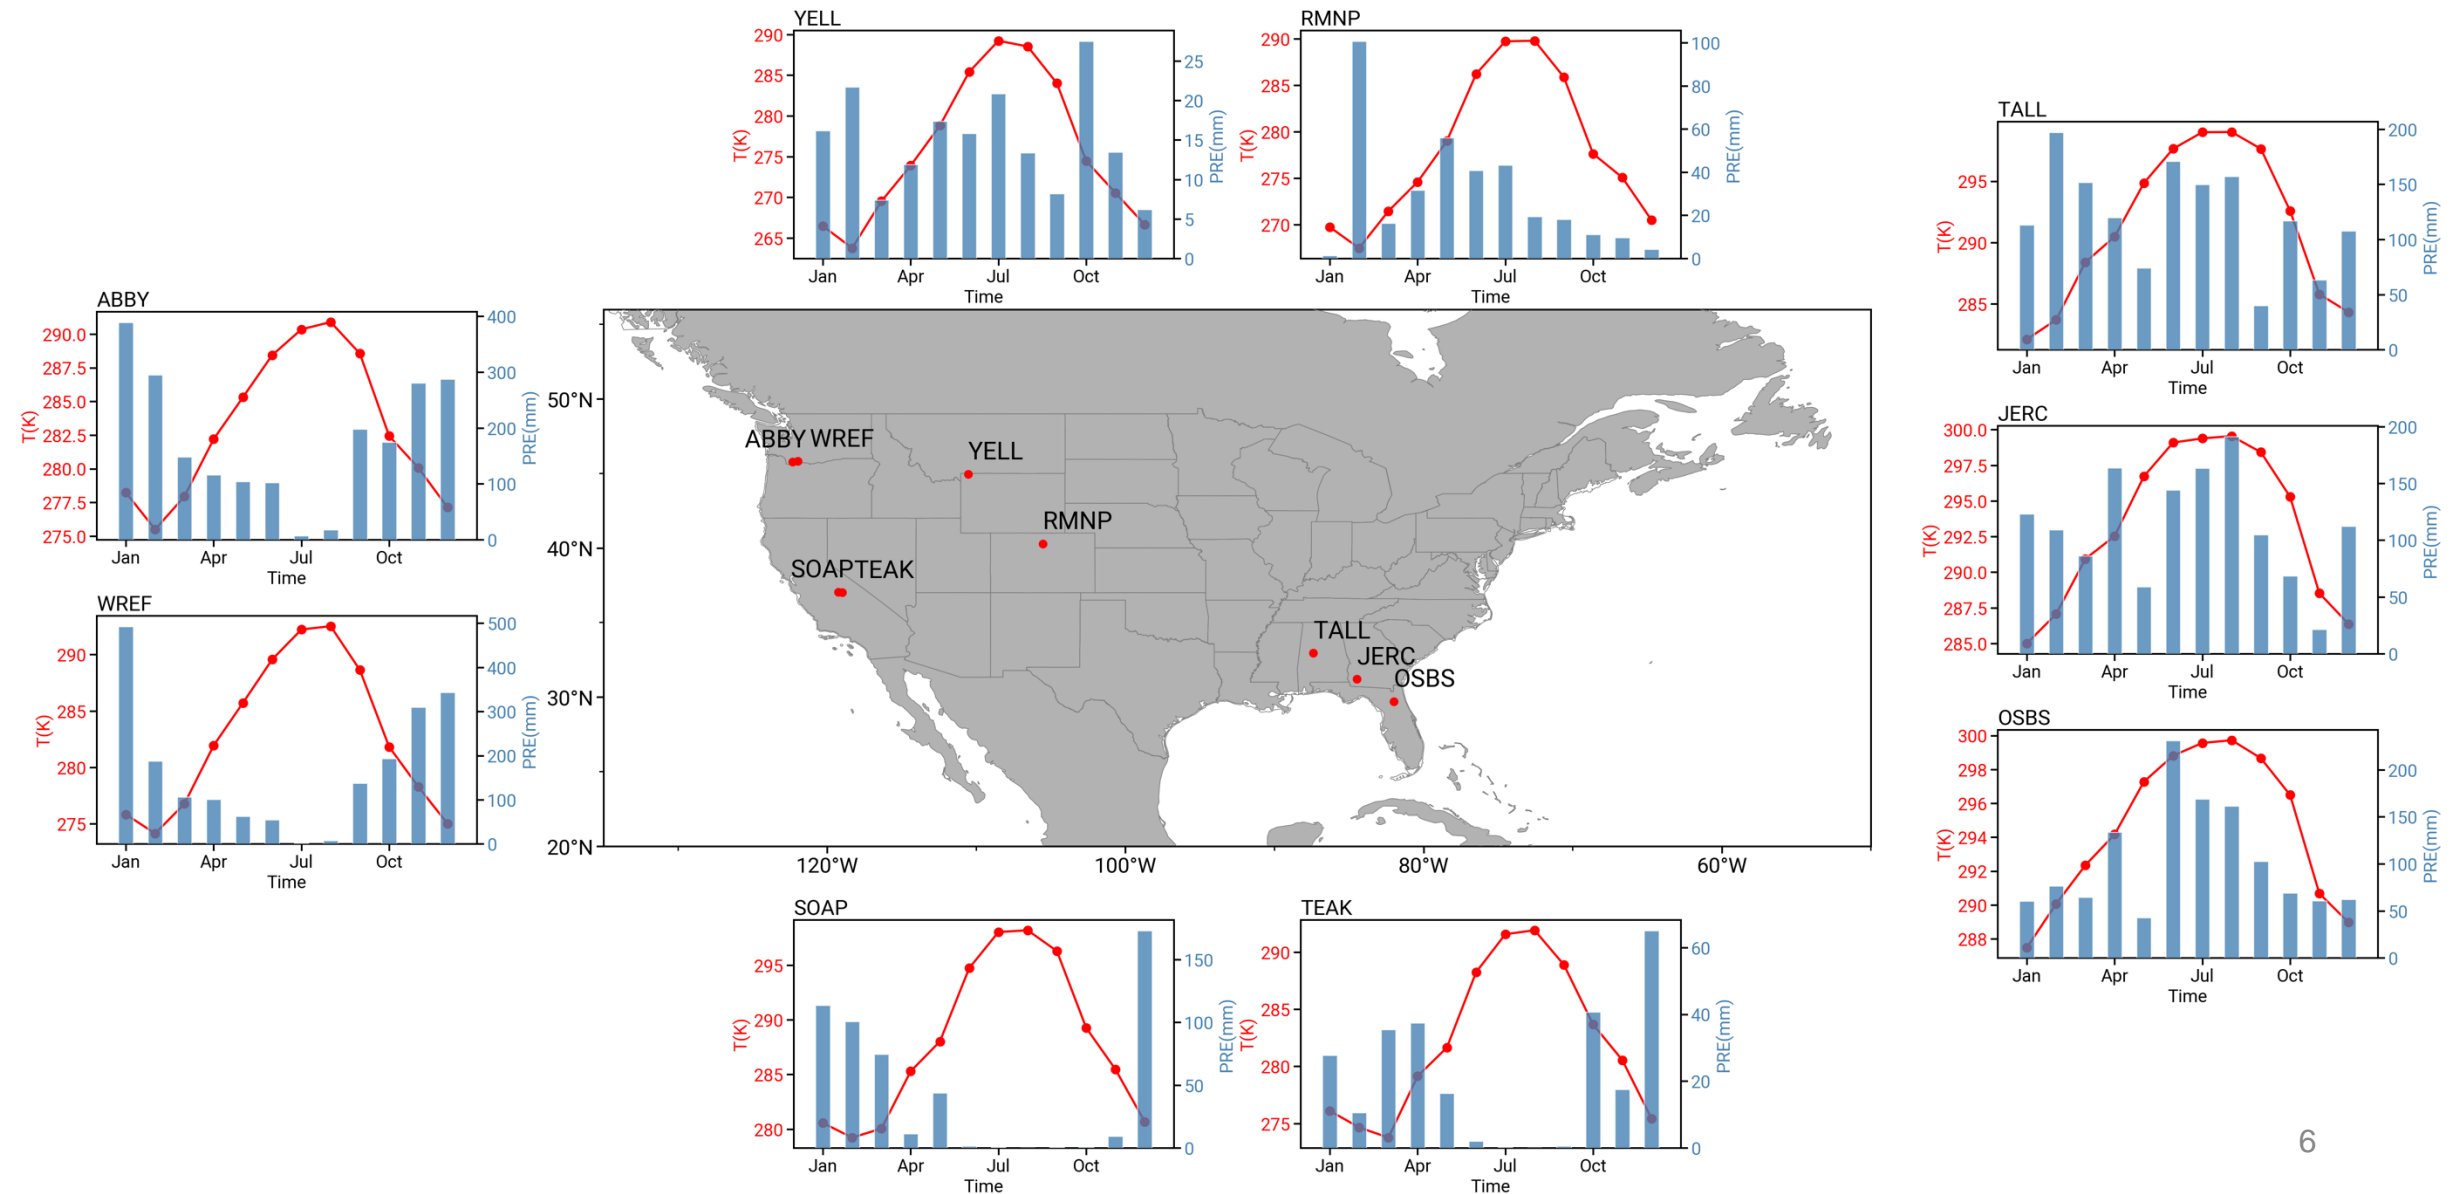 YELL
290
285
280
275
270
265
T(K)
25
20
15
10
5
0
PRE(mm)
Jan Apr Jul Oct
Time
RMNP
290
285
280
275
270
T(K)
100
80
60
40
20
0
PRE(mm)
Jan Apr Jul Oct
Time
TALL
295
290
285
T(K)
200
150
100
50
0
PRE(mm)
Jan Apr Jul Oct
Time
ABBY
290.0
287.5
285.0
282.5
280.0
277.5
275.0
T(K)
400
300
200
100
0
PRE(mm)
Jan Apr Jul Oct
Time
50°N
40°N
30°N
20°N
120°W 100°W 80°W 60°W
ABBY WREF
YELL
RMNP
SOAP TEAK
TALL
JERC
OSBS
JERC
300.0
297.5
295.0
292.5
290.0
287.5
285.0
T(K)
200
150
100
50
0
PRE(mm)
Jan Apr Jul Oct
Time
WREF
290
285
280
275
T(K)
500
400
300
200
100
0
PRE(mm)
Jan Apr Jul Oct
Time
OSBS
300
298
296
294
292
290
288
T(K)
200
150
100
50
0
PRE(mm)
Jan Apr Jul Oct
Time
SOAP
295
290
285
280
T(K)
150
100
50
0
PRE(mm)
Jan Apr Jul Oct
Time
TEAK
290
285
280
275
T(K)
60
40
20
0
PRE(mm)
Jan Apr Jul Oct
Time
6